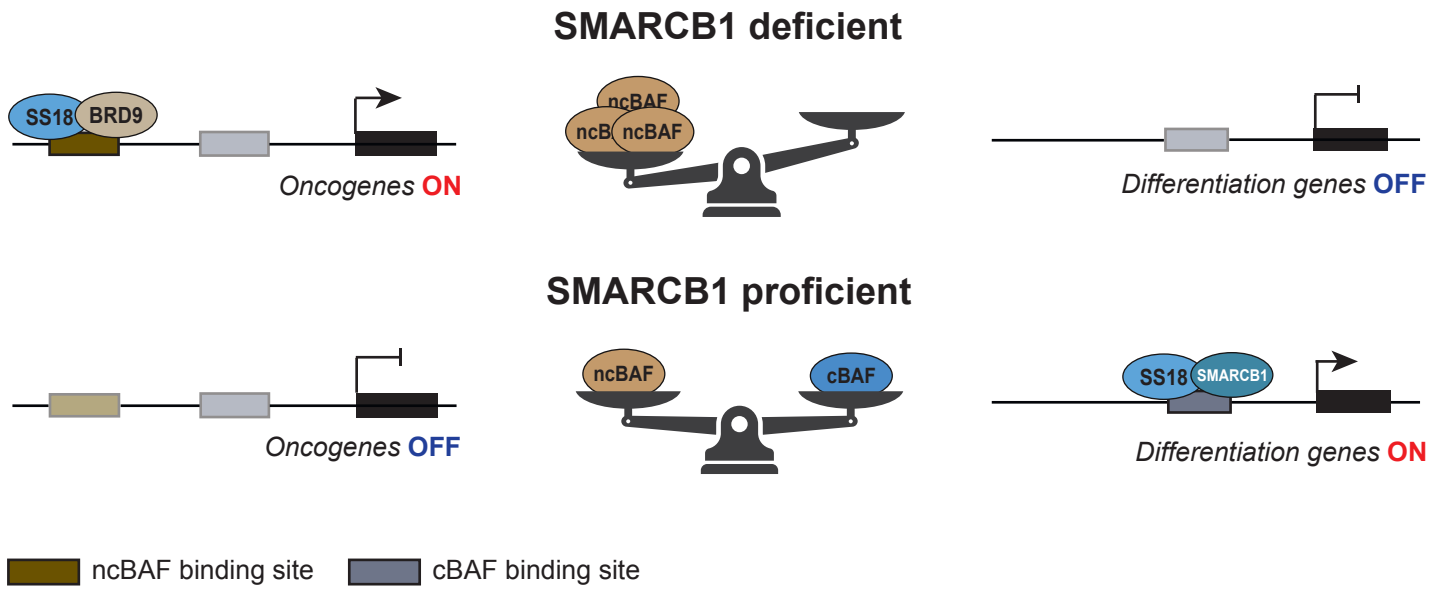 SMARCB1 deficient
SS18 BRD9
ncBAF
ncB ncBAF
Oncogenes ON
Differentiation genes OFF
SMARCB1 proficient
ncBAF
cBAF
SS18 SMARCB1
Oncogenes OFF
Differentiation genes ON
ncBAF binding site
cBAF binding site